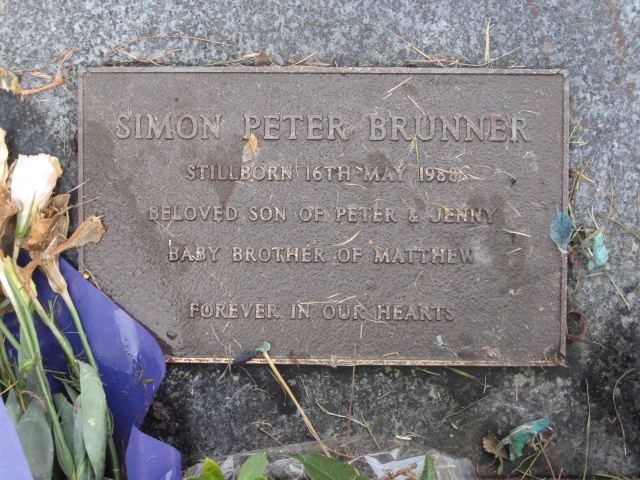 SIMON PETER BRUNNER
STILLBORN 16TH MAY 1988
BELOVED SON OF PETER & JENNY
BABY BROTHER OF MATTHEW
FOREVER IN OUR HEARTS